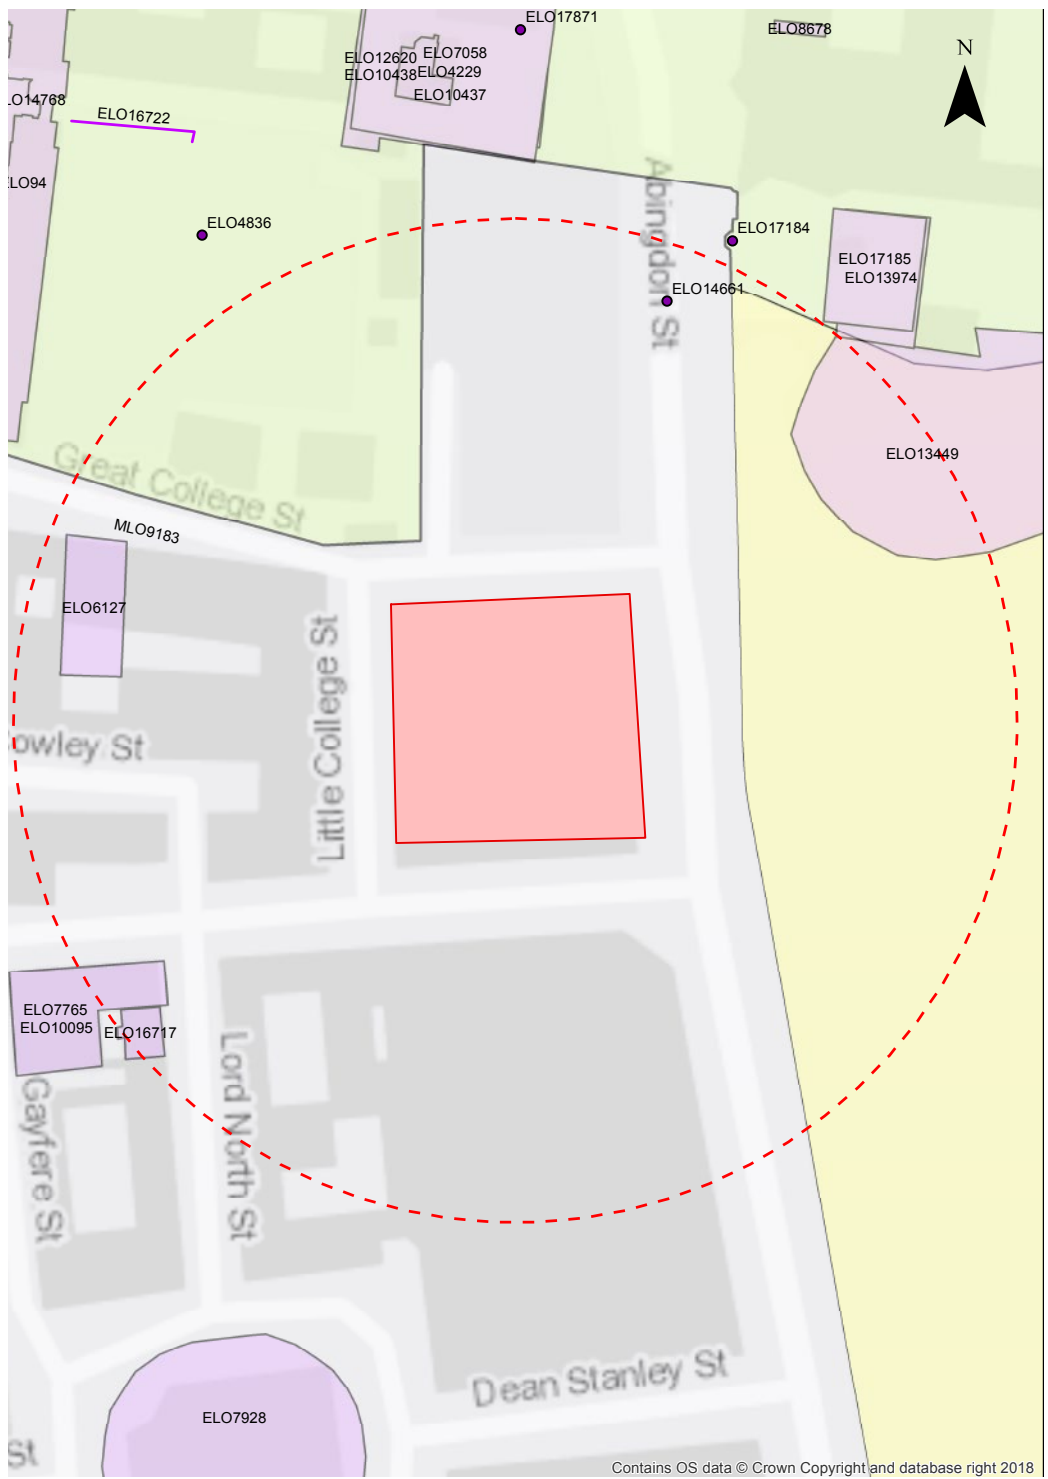 ELO17871
ELO8678
N
ELO12620
ELO7058
ELO10438
ELO4229
ELO10437
LO14768
ELO16722
ELO94
ELO4836
Abingdon St
ELO17184
ELO17185
ELO13974
ELO14661
ELO13449
Great College St
MLO9183
ELO6127
Little College St
owley St
ELO7765
ELO10095
ELO16717
Gayfere St
Lord North St
Dean Stanley St
ELO7928
St
Contains OS data © Crown Copyright and database right 2018